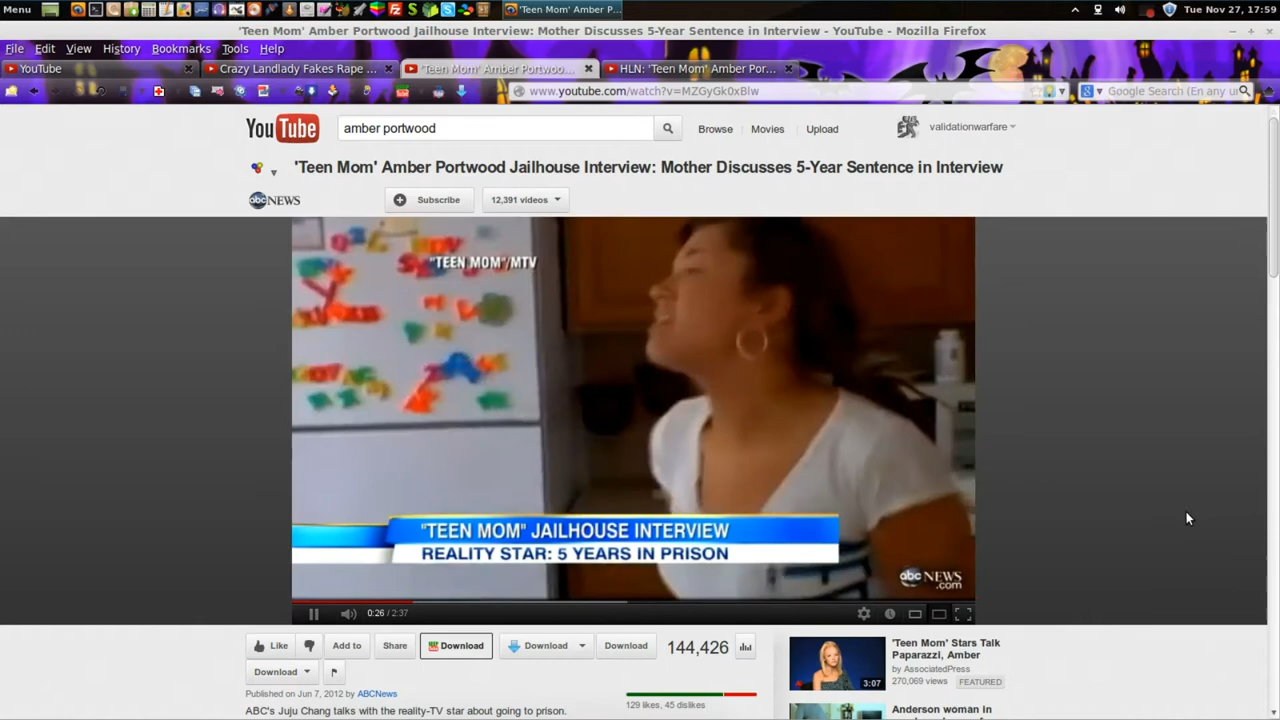 Menu
'Teen Mom' Amber P...
Tue Nov 27, 17:59
'Teen Mom' Amber Portwood Jailhouse Interview: Mother Discusses 5-Year Sentence in Interview - YouTube - Mozilla Firefox
File Edit View History Bookmarks Tools Help
YouTube
Crazy Landlady Fakes Rape ...
'Teen Mom' Amber Portwoo...
HLN: 'Teen Mom' Amber Por...
www.youtube.com/watch?v=MZGyGk0xBlw
Google Search (En any ur
YouTube
amber portwood
Browse Movies Upload
validationwarfare
'Teen Mom' Amber Portwood Jailhouse Interview: Mother Discusses 5-Year Sentence in Interview
abc NEWS
Subscribe
12,391 videos
"TEEN MOM"/MTV
"TEEN MOM" JAILHOUSE INTERVIEW
REALITY STAR: 5 YEARS IN PRISON
abc NEWS
.com
0:26 / 2:37
Like
Add to
Share
Download
Download
Download
144,426
Download
Published on Jun 7, 2012 by ABCNews
129 likes, 45 dislikes
ABC's Juju Chang talks with the reality-TV star about going to prison.
3:07
'Teen Mom' Stars Talk
Paparazzi, Amber
by AssociatedPress
270,069 views FEATURED
Anderson woman in